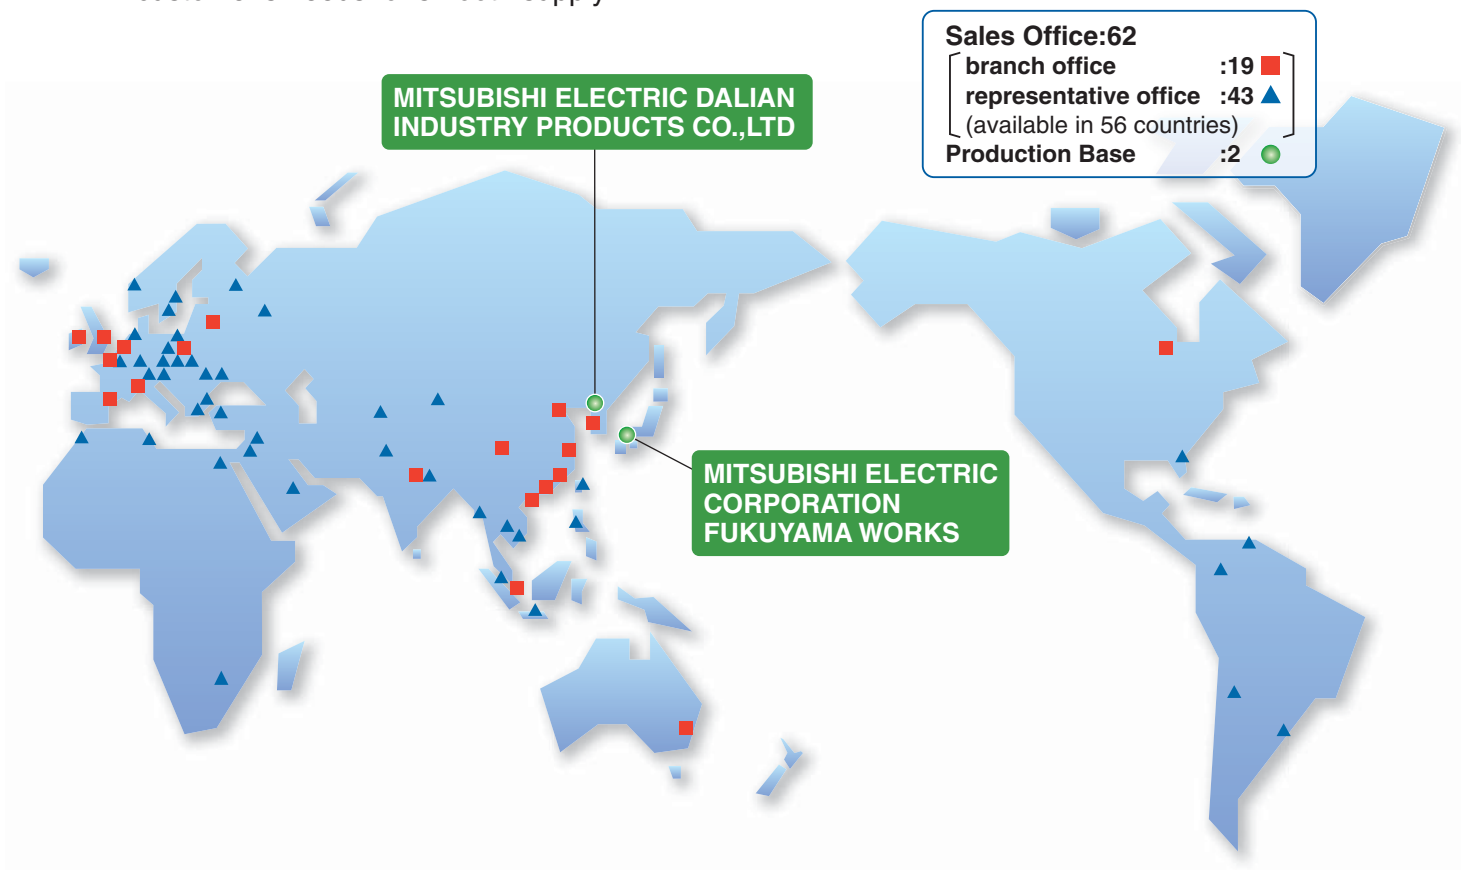 Sales Office:62
branch office :19
representative office :43
(available in 56 countries)
Production Base :2
MITSUBISHI ELECTRIC DALIAN
INDUSTRY PRODUCTS CO.,LTD
MITSUBISHI ELECTRIC
CORPORATION
FUKUYAMA WORKS